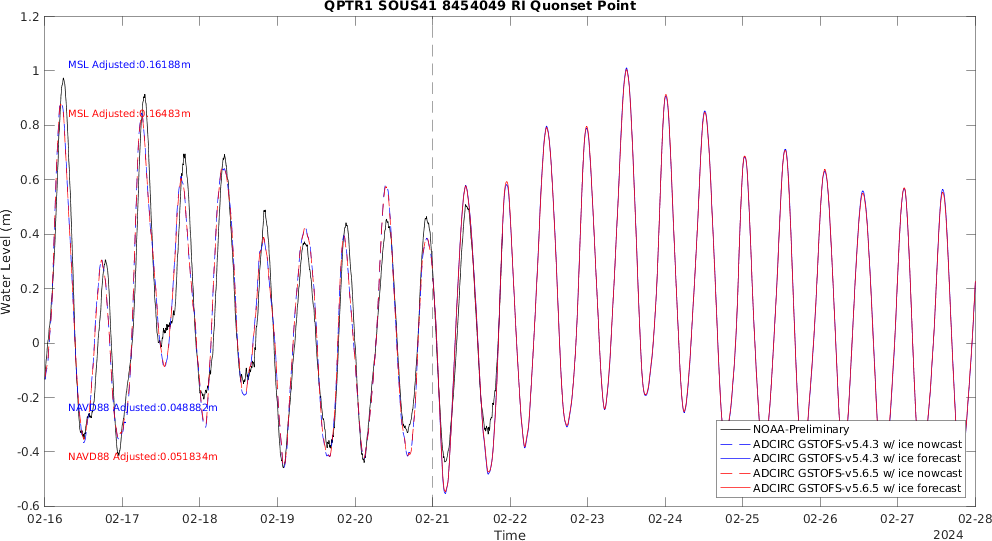 QPTR1 SOUS41 8454049 RI Quonset Point
1.2
1
0.8
0.6
0.4
0.2
0
-0.2
-0.4
-0.6
Water Level (m)
MSL Adjusted:0.16188m
MSL Adjusted:0.16483m
NAVD88 Adjusted:0.048882m
NAVD88 Adjusted:0.051834m
NOAA-Preliminary
ADCIRC GSTOFS-v5.4.3 w/ ice nowcast
ADCIRC GSTOFS-v5.4.3 w/ ice forecast
ADCIRC GSTOFS-v5.6.5 w/ ice nowcast
ADCIRC GSTOFS-v5.6.5 w/ ice forecast
02-16 02-17 02-18 02-19 02-20 02-21 02-22 02-23 02-24 02-25 02-26 02-27 02-28
Time
2024